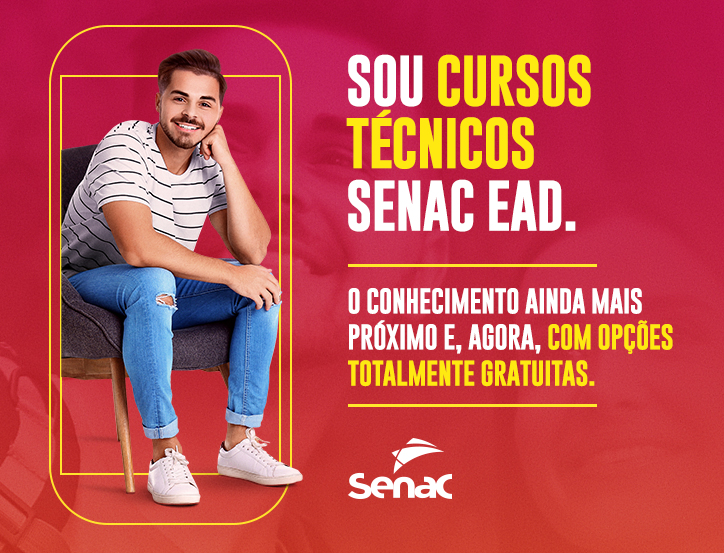 SOU CURSOS
TÉCNICOS
SENAC EAD.
O CONHECIMENTO AINDA MAIS
PRÓXIMO E, AGORA, COM OPÇÕES
TOTALMENTE GRATUITAS.
Senac